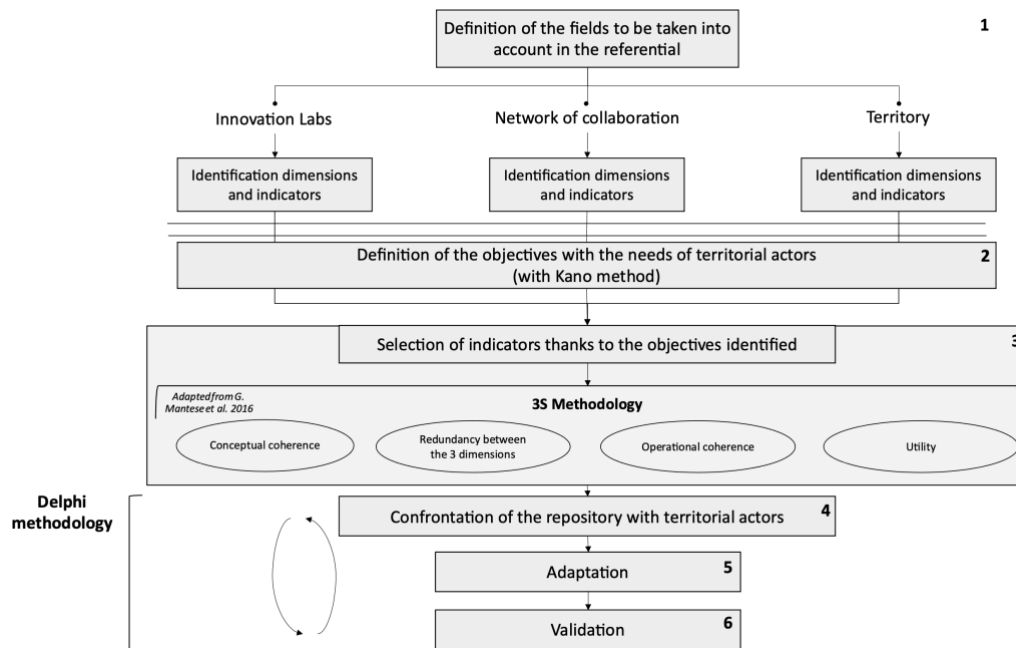 Definition of the fields to be taken into
account in the referential
1
Innovation Labs
Network of collaboration
Territory
Identification dimensions
and indicators
Identification dimensions
and indicators
Identification dimensions
and indicators
Definition of the objectives with the needs of territorial actors
(with Kano method)
2
Selection of indicators thanks to the objectives identified
3
Adapted from G.
Mantese et al. 2016
3S Methodology
Conceptual coherence
Redundancy between
the 3 dimensions
Operational coherence
Utility
Delphi
methodology
Confrontation of the repository with territorial actors
4
Adaptation
5
Validation
6